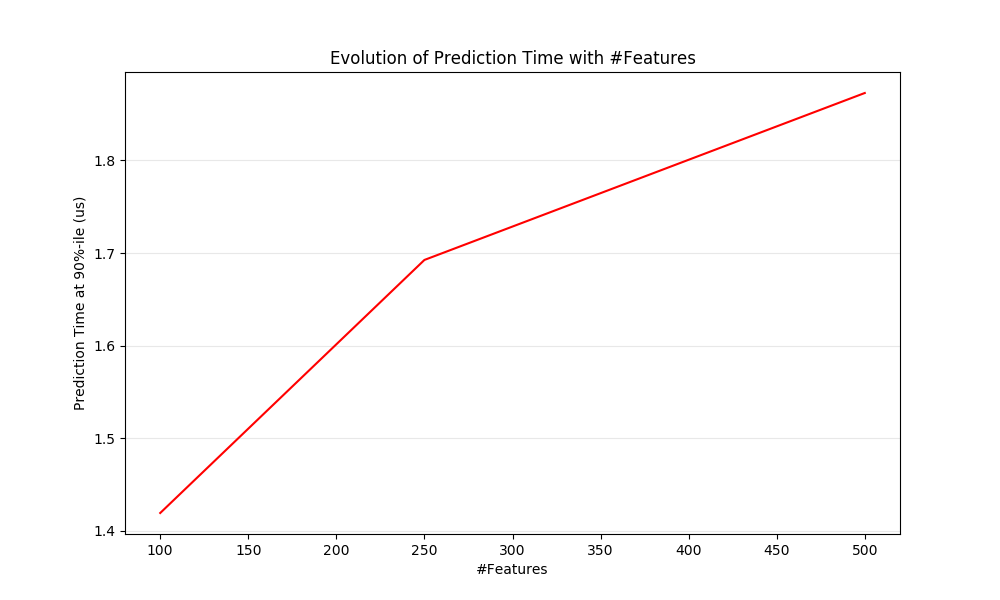 Evolution of Prediction Time with #Features
Prediction Time at 90%-ile (us)
1.8
1.7
1.6
1.5
1.4
100 150 200 250 300 350 400 450 500
#Features